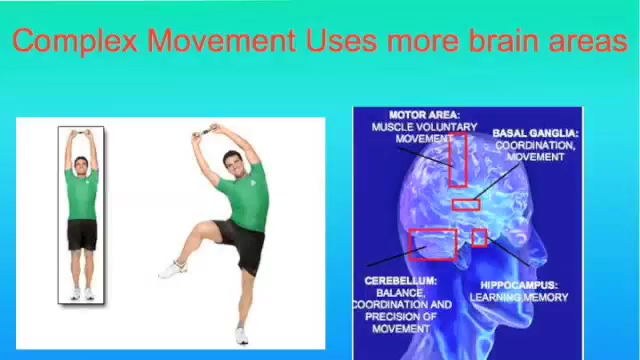 Complex Movement Uses more brain areas
MOTOR AREA:
MUSCLE VOLUNTARY
MOVEMENT
BASAL GANGLIA:
COORDINATION,
MOVEMENT
CEREBELLUM:
BALANCE,
COORDINATION AND
PRECISION OF
MOVEMENT
HIPPOCAMPUS:
LEARNING,MEMORY